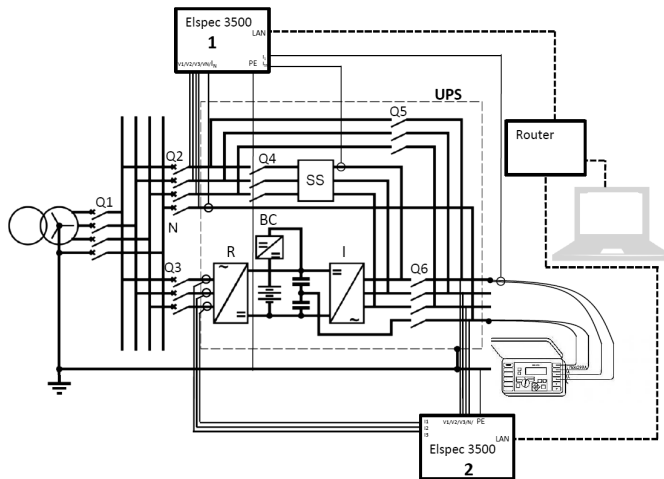 Elspec 3500
1
LAN
V1/V2/V3/VN/IN
PE
UPS
Q5
Router
Q2
Q4
SS
Q1
N
BC
R
I
Q3
Q6
I1
I2
I3
V1/V2/V3/N/ PE
LAN
Elspec 3500
2